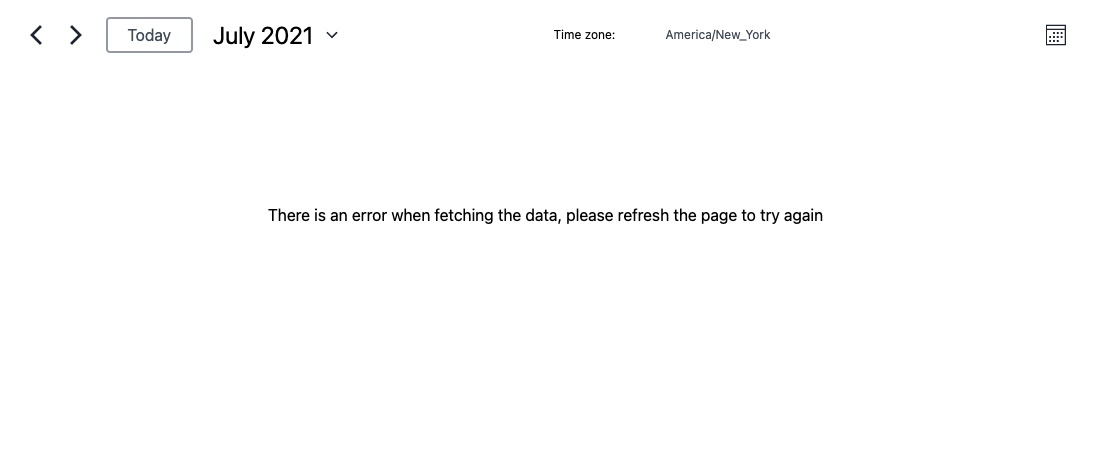 Today
July 2021
Time zone:
America/New_York
There is an error when fetching the data, please refresh the page to try again